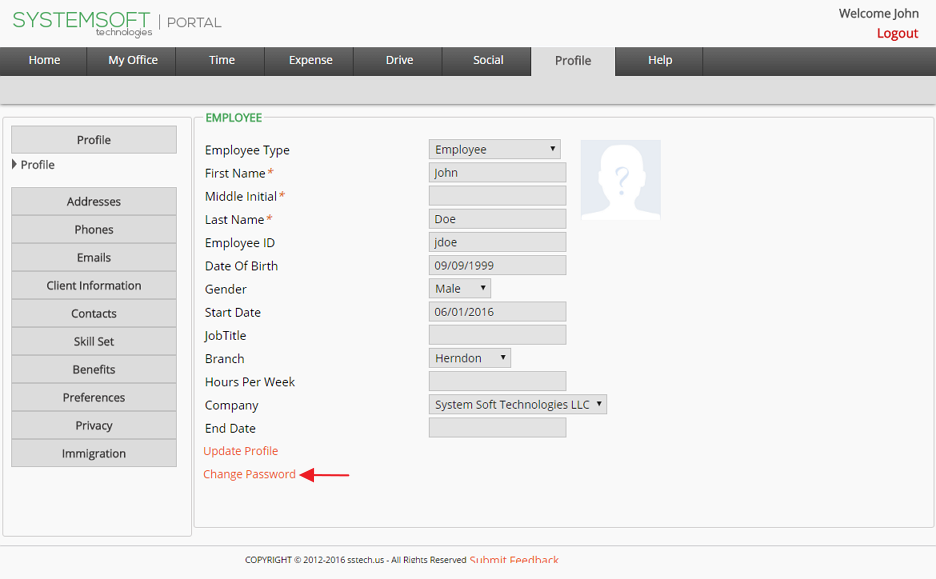 SYSTEMSOFT | PORTAL
technologies
Welcome John
Logout
Home My Office Time Expense Drive Social Profile Help
Profile
Profile
Addresses
Phones
Emails
Client Information
Contacts
Skill Set
Benefits
Preferences
Privacy
Immigration
EMPLOYEE
Employee Type Employee
First Name* John
Middle Initial*
Last Name* Doe
Employee ID jdoe
Date Of Birth 09/09/1999
Gender Male
Start Date 06/01/2016
JobTitle
Branch Herndon
Hours Per Week
Company System Soft Technologies LLC
End Date
Update Profile
Change Password
?
COPYRIGHT © 2012-2016 sstech.us - All Rights Reserved Submit Feedback